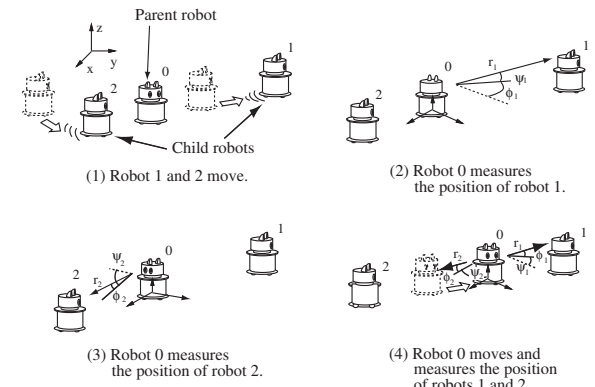 Parent robot
z
y
x
2
0
1
Child robots
(1) Robot 1 and 2 move.
0
1
2
r1
ψ1
ϕ1
(2) Robot 0 measures
the position of robot 1.
0
1
2
ψ2
r2
ϕ2
(3) Robot 0 measures
the position of robot 2.
0
1
2
r2
r1
ϕ2
ψ2
ψ1
ϕ1
(4) Robot 0 moves and
measures the position
of robots 1 and 2